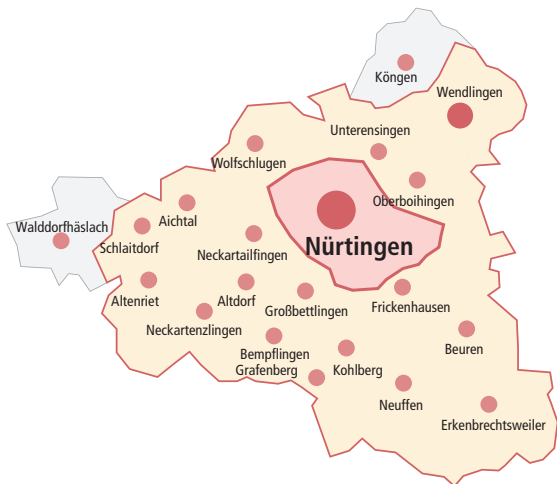 Köngen
Wendlingen
Unterensingen
Wolfschlugen
Oberboihingen
Aichtal
Walddorfhäslach
Schlaitdorf
Nürtingen
Neckartailfingen
Altenriet
Altdorf
Großbettlingen
Frickenhausen
Neckartenzlingen
Beuren
Bempflingen
Grafenberg
Kohlberg
Neuffen
Erkenbrechtsweiler